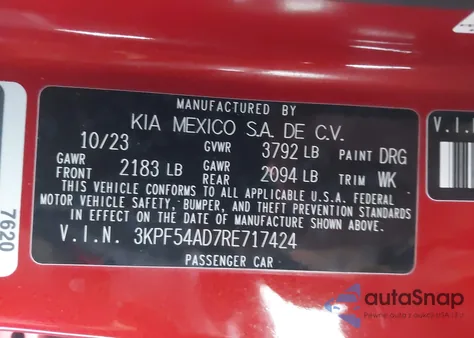 MANUFACTURED BY
KIA MEXICO S.A. DE C.V.
10/23 GVWR 3792 LB PAINT DRG
GAWR FRONT 2183 LB GAWR REAR 2094 LB TRIM WK
THIS VEHICLE CONFORMS TO ALL APPLICABLE U.S.A. FEDERAL
MOTOR VEHICLE SAFETY, BUMPER, AND THEFT PREVENTION STANDARDS
IN EFFECT ON THE DATE OF MANUFACTURE SHOWN ABOVE.
V.I.N. 3KPF54AD7RE717424
PASSENGER CAR
7620
V.I.
autoSnap